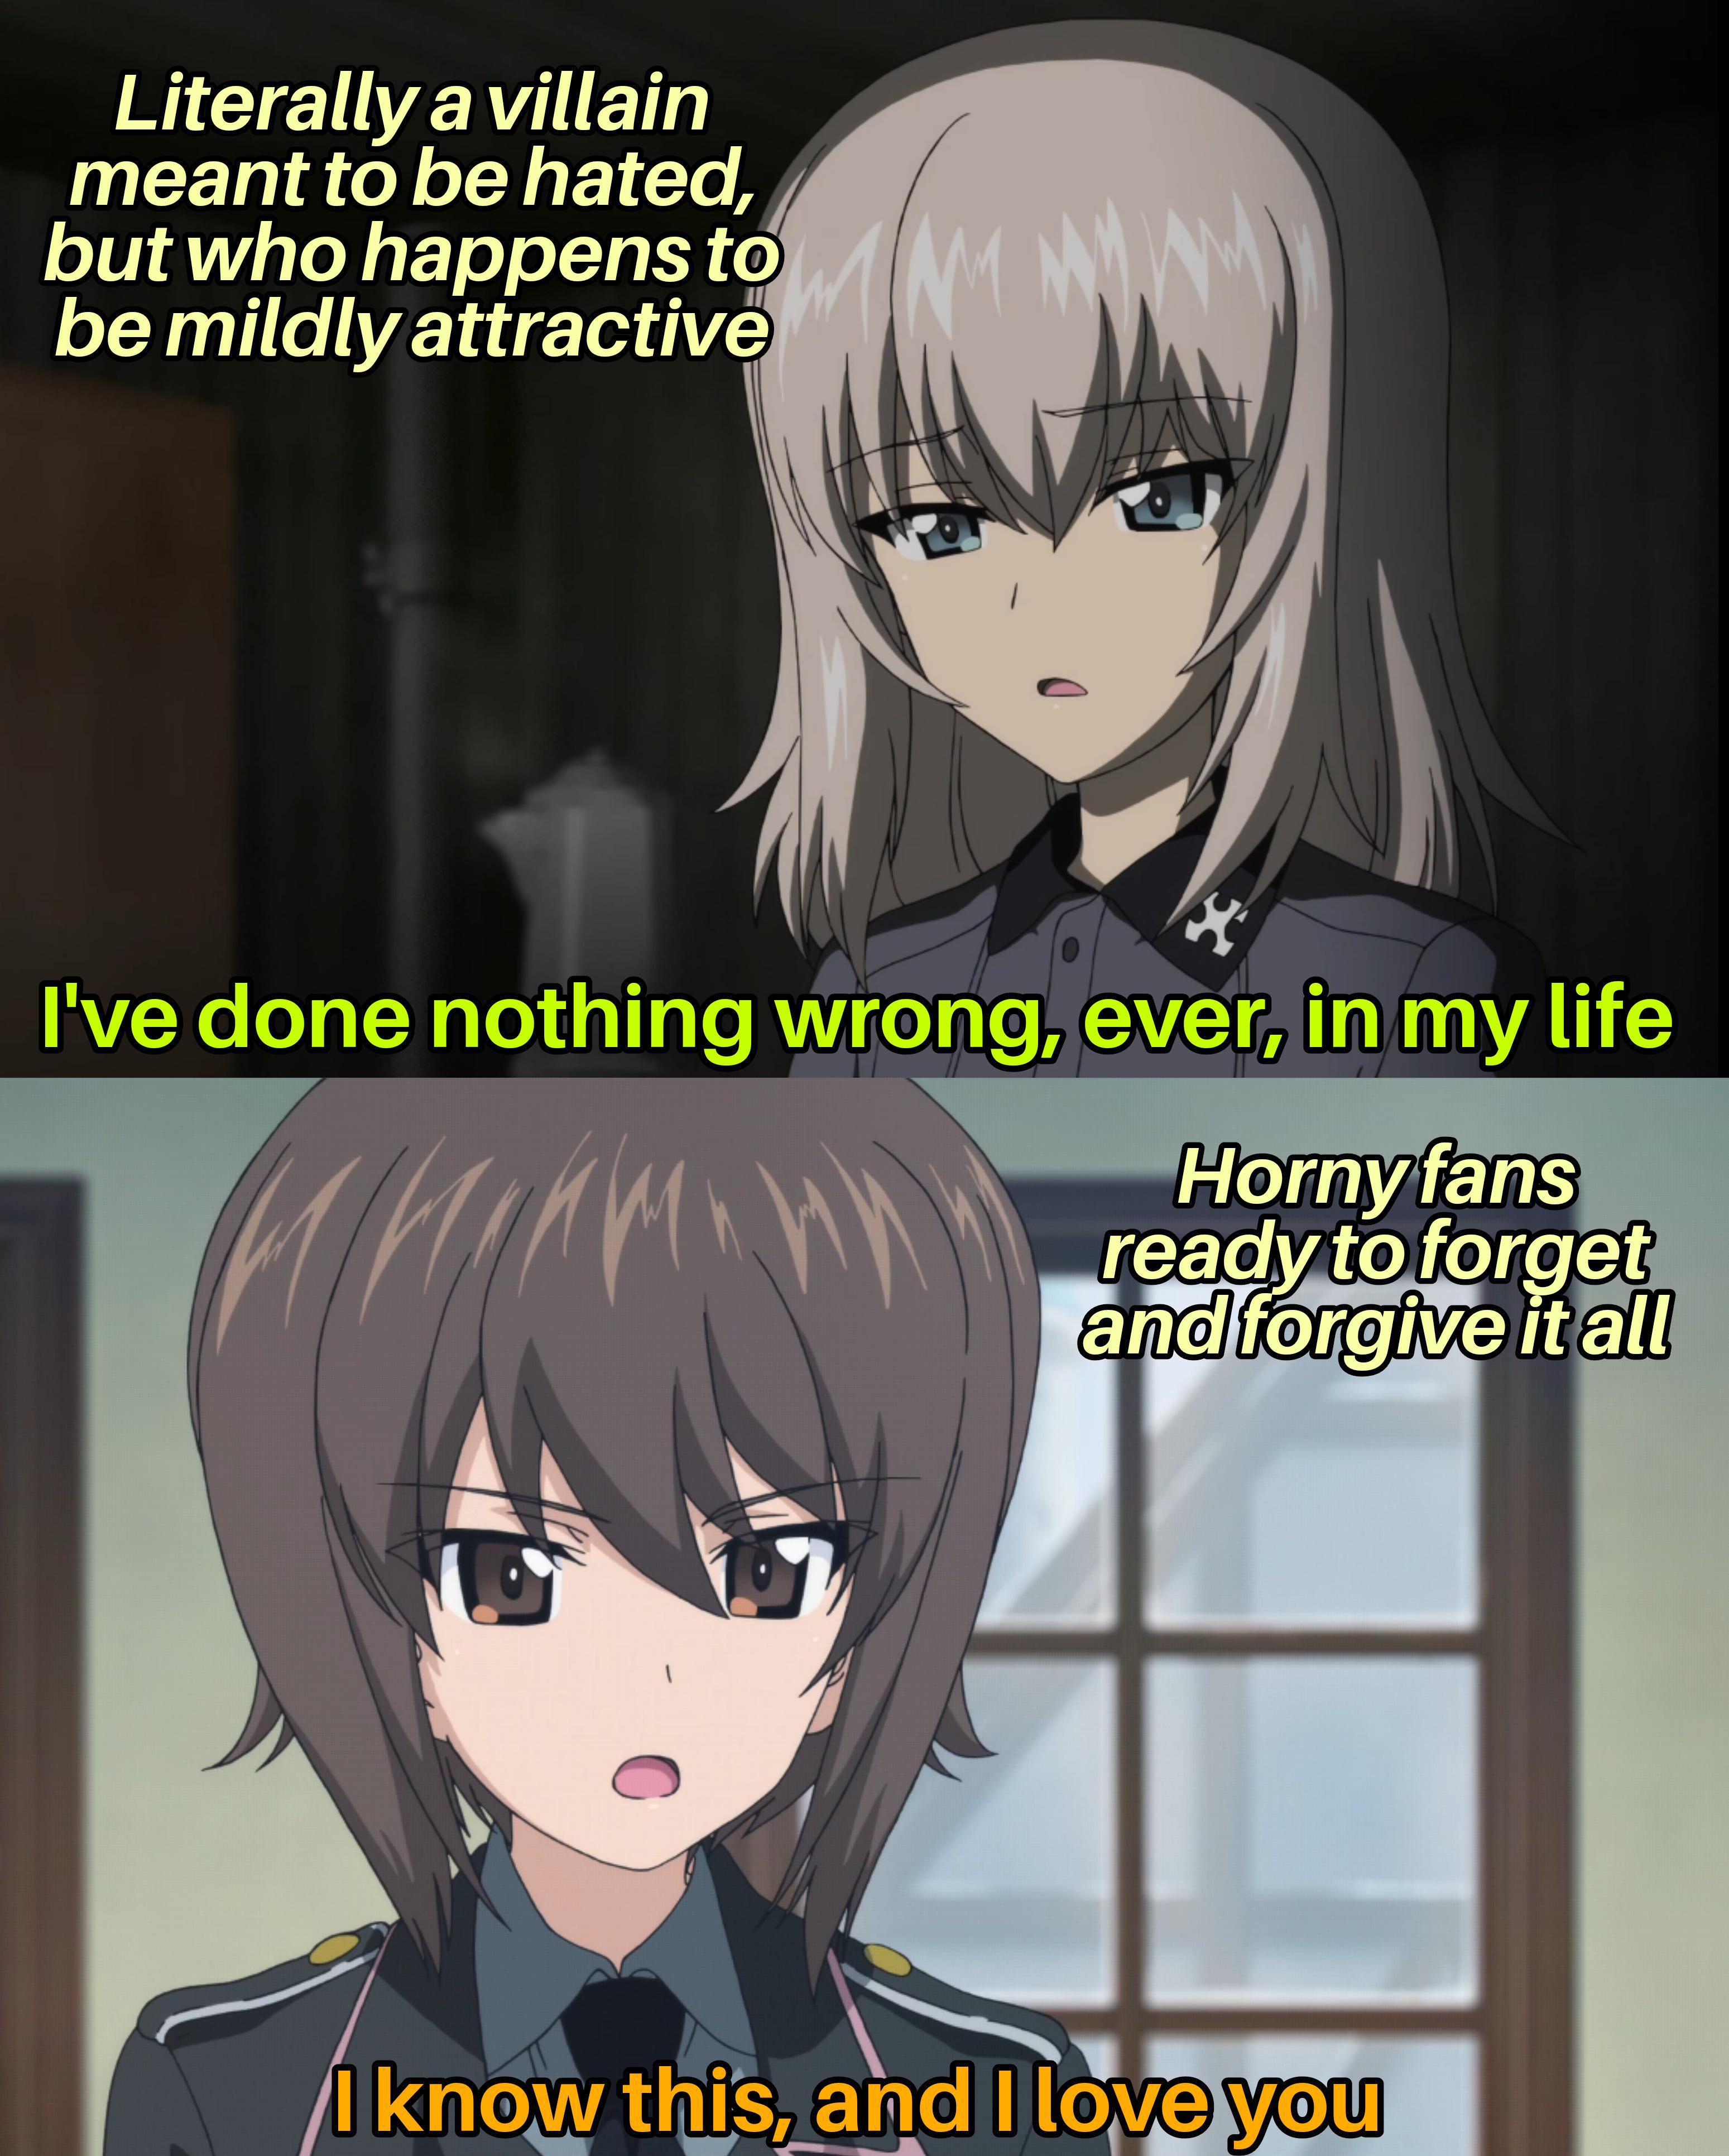 Literally a villain
meant to be hated,
but who happens to
be mildly attractive
I've done nothing wrong, ever, in my life
Horny fans
ready to forget
and forgive it all
I know this, and I love you